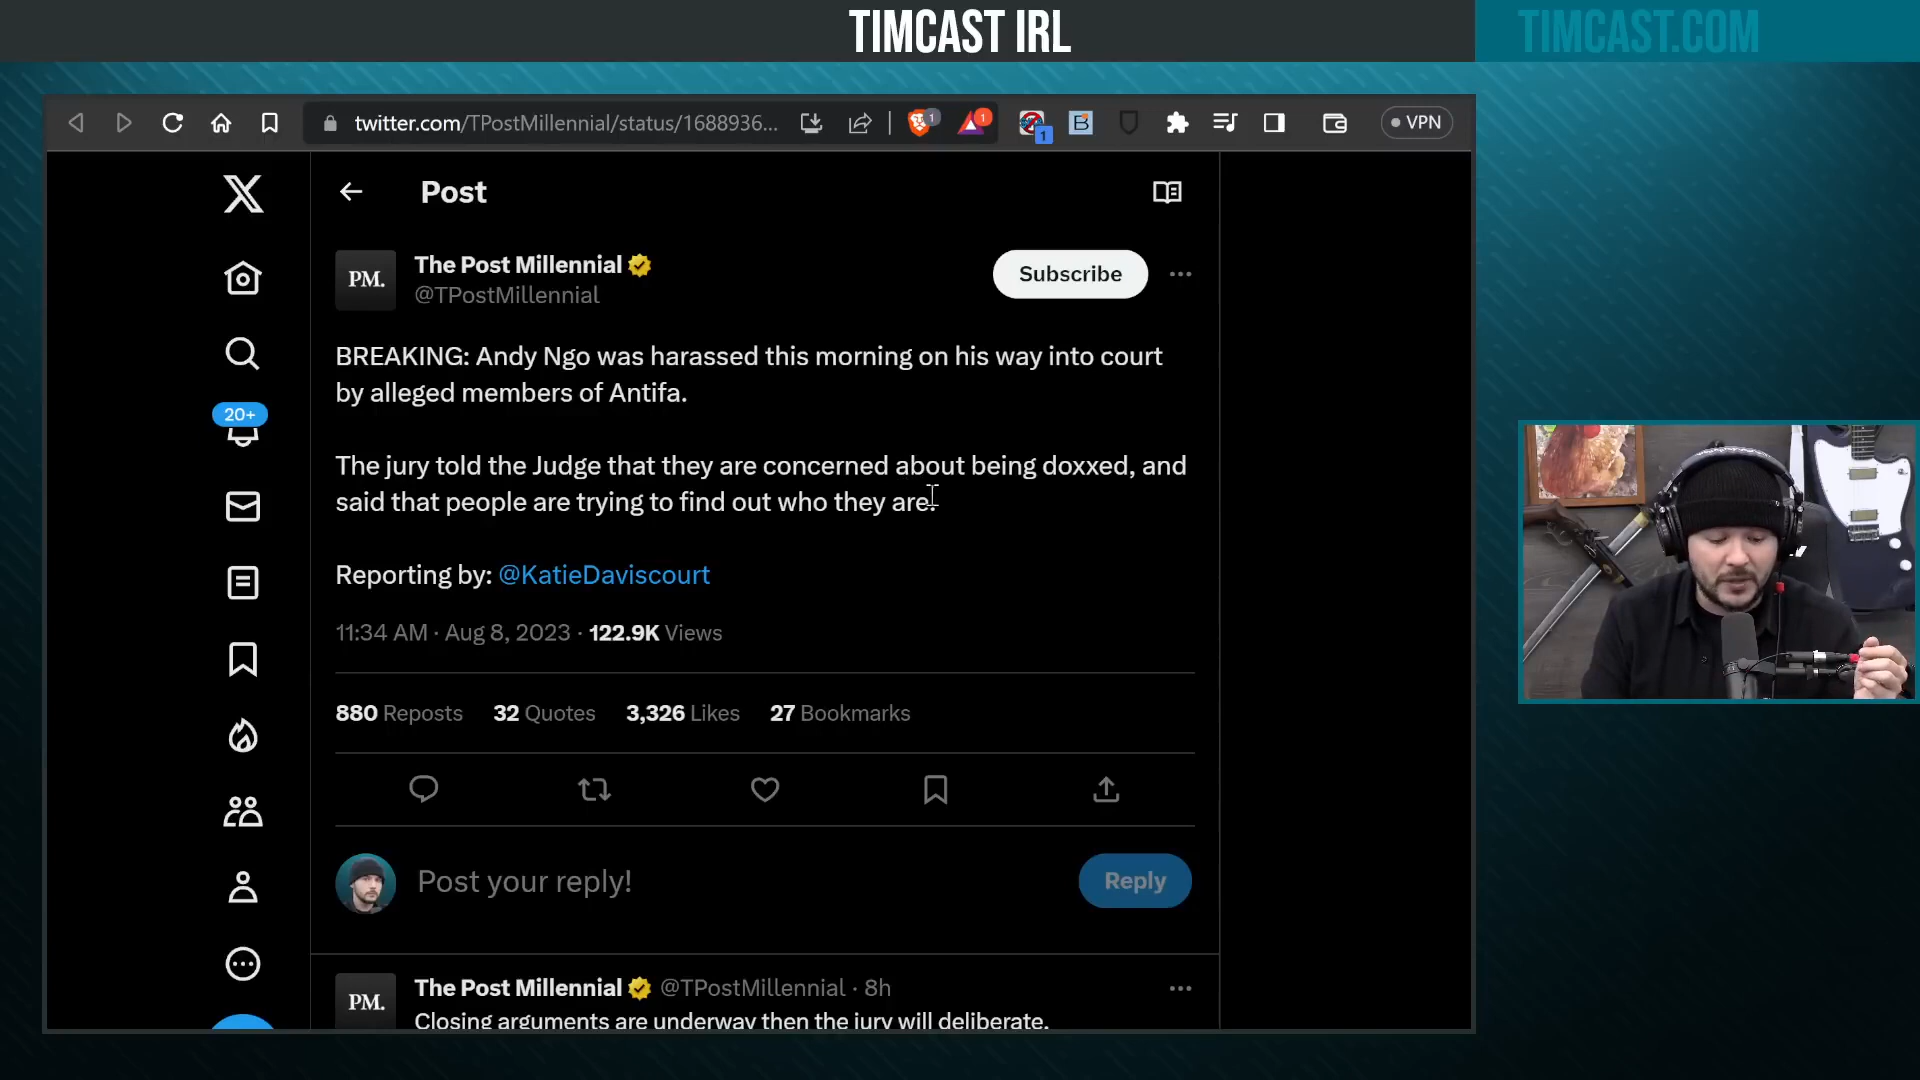 TIMCAST IRL
TIMCAST.COM
twitter.com/TPostMillennial/status/1688936...
1
1
1
B
VPN
X
Post
PM.
The Post Millennial
@TPostMillennial
Subscribe
20+
BREAKING: Andy Ngo was harassed this morning on his way into court
by alleged members of Antifa.
The jury told the Judge that they are concerned about being doxxed, and
said that people are trying to find out who they are.
Reporting by: @KatieDaviscourt
11:34 AM · Aug 8, 2023 · 122.9K Views
880 Reposts 32 Quotes 3,326 Likes 27 Bookmarks
Post your reply!
Reply
PM.
The Post Millennial @TPostMillennial · 8h
Closing arguments are underway then the jury will deliberate.